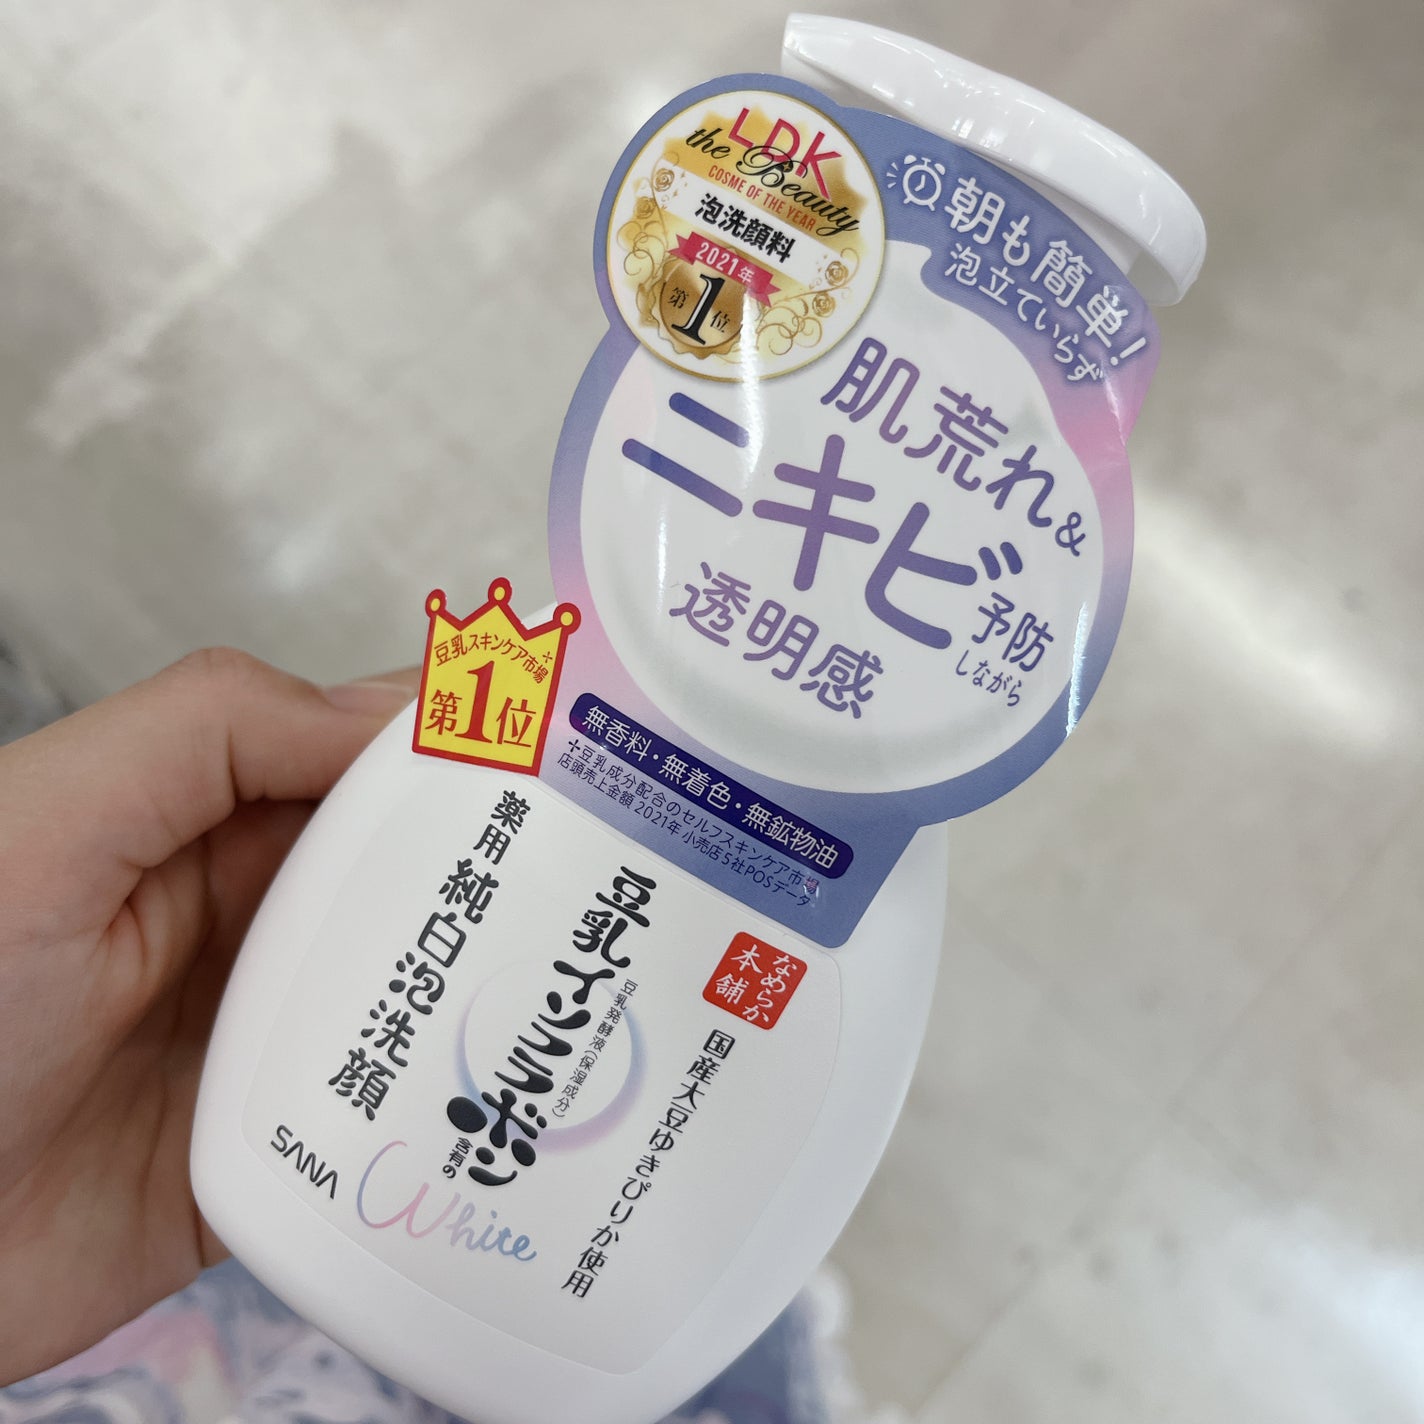 LDK
the Beauty
COSME OF THE YEAR
泡洗顔料
2021年
第1位
朝も簡単!
泡立ていらず
肌荒れ&
ニキビ予防
しながら
透明感
豆乳スキンケア市場＋
第1位
無香料・無着色・無鉱物油
＋豆乳成分配合のセルフスキンケア市場
店頭売上金額 2021年 小売店5社POSデータ
なめらか
本舗
国産大豆ゆきぴりか使用
豆乳イソフラボン
豆乳発酵液(保湿成分)
含有の
薬用 純白泡洗顔
White
SANA